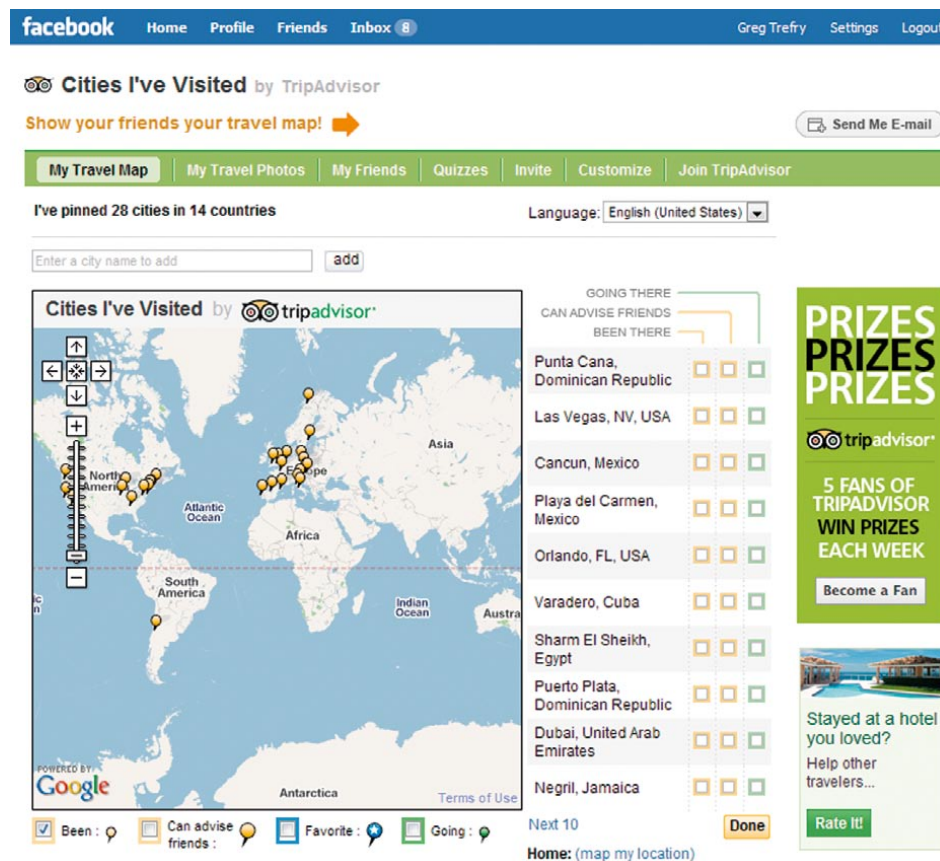 facebook Home Profile Friends Inbox 8 Greg Trefry Settings Logout
Cities I've Visited by TripAdvisor
Show your friends your travel map!
Send Me E-mail
My Travel Map My Travel Photos My Friends Quizzes Invite Customize Join TripAdvisor
I've pinned 28 cities in 14 countries
Language: English (United States)
Enter a city name to add add
Cities I've Visited by tripadvisor
North America
Atlantic Ocean
Europe
Asia
Africa
South America
Indian Ocean
Austra
Antarctica
POWERED BY
Google
Terms of Use
Been :
Can advise friends :
Favorite :
Going :
GOING THERE
CAN ADVISE FRIENDS
BEEN THERE
Punta Cana,
Dominican Republic
Las Vegas, NV, USA
Cancun, Mexico
Playa del Carmen,
Mexico
Orlando, FL, USA
Varadero, Cuba
Sharm El Sheikh,
Egypt
Puerto Plata,
Dominican Republic
Dubai, United Arab
Emirates
Negril, Jamaica
Next 10 Done
Home: (map my location)
PRIZES
PRIZES
PRIZES
tripadvisor
5 FANS OF
TRIPADVISOR
WIN PRIZES
EACH WEEK
Become a Fan
Stayed at a hotel
you loved?
Help other
travelers...
Rate It!